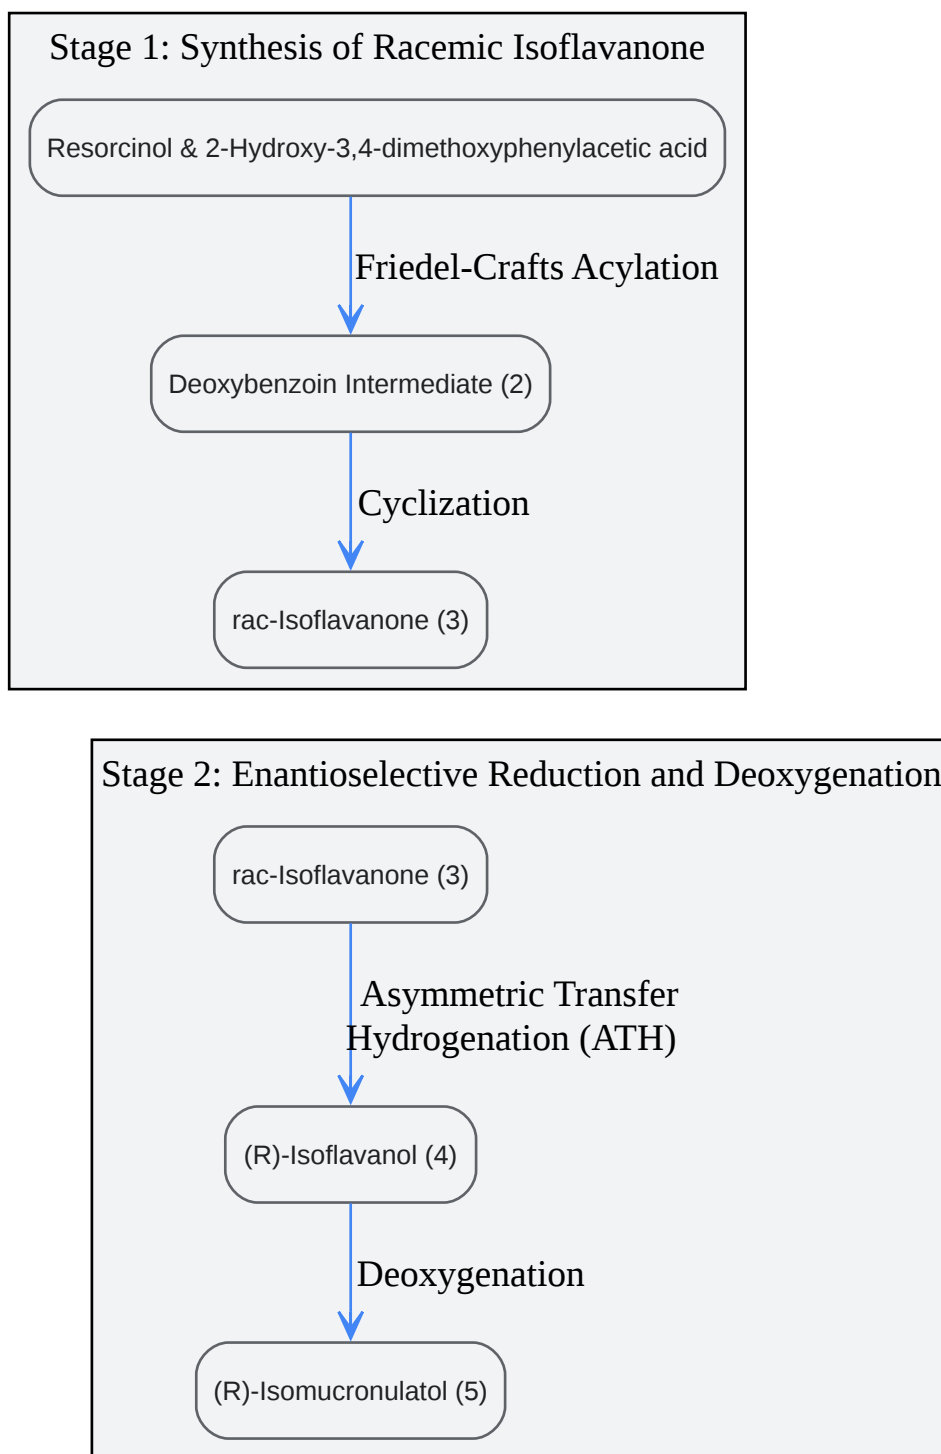 Stage 1: Synthesis of Racemic Isoflavanone
Resorcinol & 2-Hydroxy-3,4-dimethoxyphenylacetic acid
Friedel-Crafts Acylation
Deoxybenzoin Intermediate (2)
Cyclization
rac-Isoflavanone (3)
Stage 2: Enantioselective Reduction and Deoxygenation
rac-Isoflavanone (3)
Asymmetric Transfer
Hydrogenation (ATH)
(R)-Isoflavanol (4)
Deoxygenation
(R)-Isomucronulatol (5)